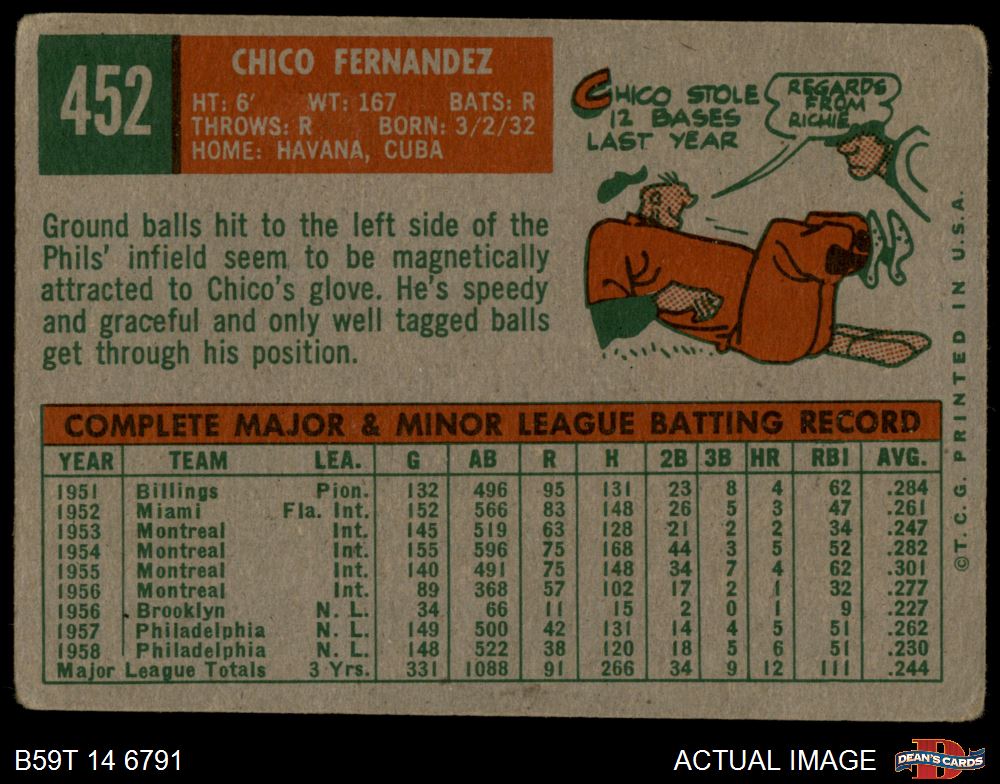 452
CHICO FERNANDEZ
HT: 6' WT: 167 BATS: R
THROWS: R BORN: 3/2/32
HOME: HAVANA, CUBA
CHICO STOLE
12 BASES
LAST YEAR
REGARDS
FROM
RICHIE
Ground balls hit to the left side of the
Phils' infield seem to be magnetically
attracted to Chico's glove. He's speedy
and graceful and only well tagged balls
get through his position.
COMPLETE MAJOR & MINOR LEAGUE BATTING RECORD
YEAR TEAM LEA. G AB R H 2B 3B HR RBI AVG.
1951 Billings Pion. 132 496 95 131 23 8 4 62 .284
1952 Miami Fla. Int. 152 566 83 148 26 5 3 47 .261
1953 Montreal Int. 145 519 63 128 21 2 2 34 .247
1954 Montreal Int. 155 596 75 168 44 3 5 52 .282
1955 Montreal Int. 140 491 75 148 34 7 4 62 .301
1956 Montreal Int. 89 368 57 102 17 2 1 32 .277
1956 Brooklyn N. L. 34 66 11 15 2 0 1 9 .227
1957 Philadelphia N. L. 149 500 42 131 14 4 5 51 .262
1958 Philadelphia N. L. 148 522 38 120 18 5 6 51 .230
Major League Totals 3 Yrs. 331 1088 91 266 34 9 12 111 .244
©T. C. G. PRINTED IN U.S.A.
B59T 14 6791
ACTUAL IMAGE
D
DEAN'S CARDS